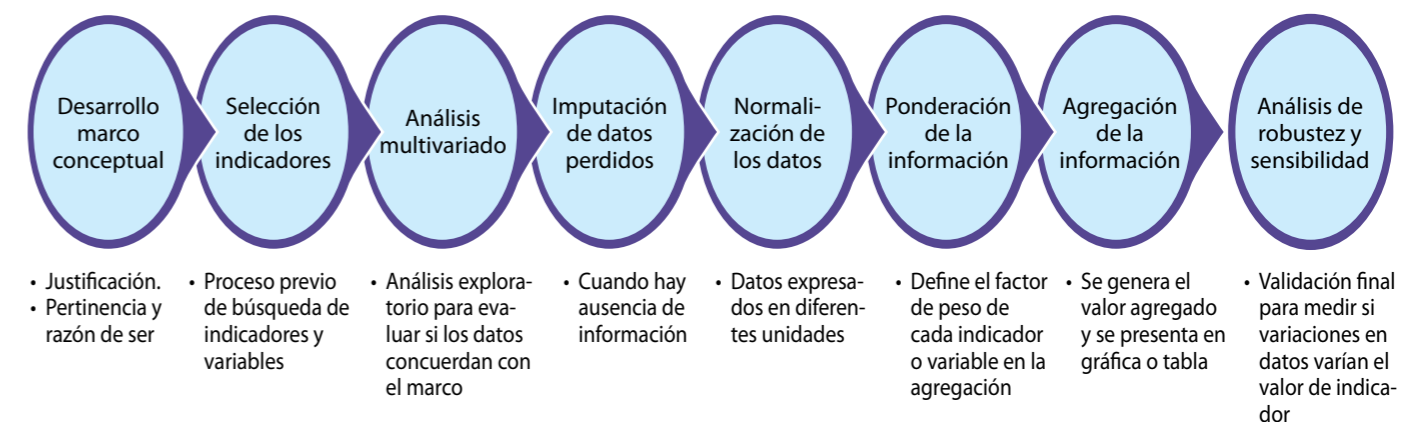 Desarrollo
marco
conceptual
Selección
de los
indicadores
Análisis
multivariado
Imputación
de datos
perdidos
Normali-
zación de
los datos
Ponderación
de la
información
Agregación
de la
información
Análisis de
robustez y
sensibilidad
• Justificación.
• Pertinencia y
razón de ser
• Proceso previo
de búsqueda de
indicadores y
variables
• Análisis explora-
torio para eva-
luar si los datos
concuerdan con
el marco
• Cuando hay
ausencia de
información
• Datos expresa-
dos en diferen-
tes unidades
• Define el factor
de peso de
cada indicador
o variable en la
agregación
• Se genera el
valor agregado
y se presenta en
gráfica o tabla
• Validación final
para medir si
variaciones en
datos varían el
valor de indica-
dor